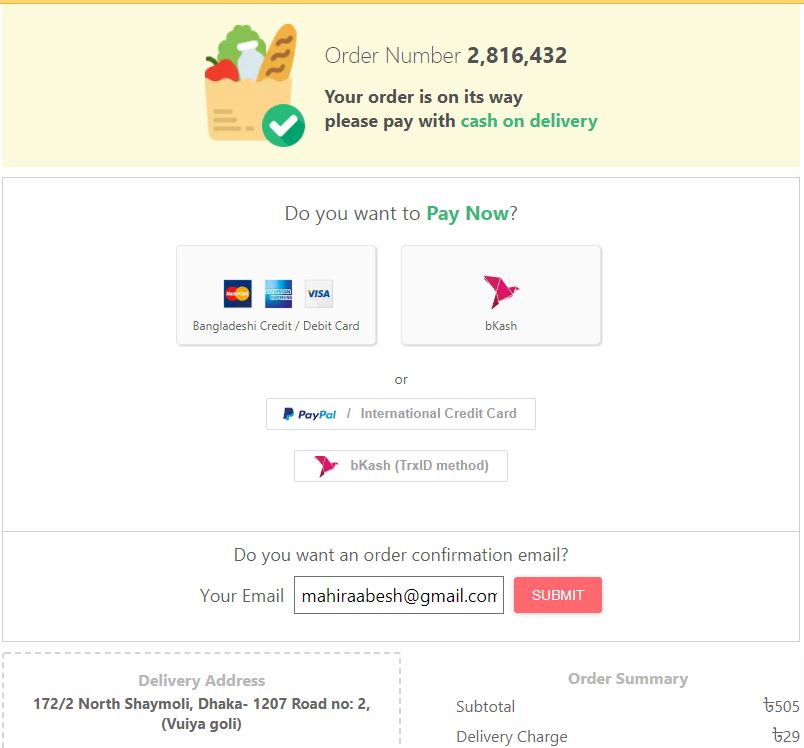 Order Number 2,816,432
Your order is on its way
please pay with cash on delivery
Do you want to Pay Now?
MasterCard AMERICAN EXPRESS VISA
Bangladeshi Credit / Debit Card
bKash
or
PayPal / International Credit Card
bKash (TrxID method)
Do you want an order confirmation email?
Your Email mahiraabesh@gmail.com SUBMIT
Delivery Address
172/2 North Shaymoli, Dhaka- 1207 Road no: 2,
(Vuiya goli)
Order Summary
Subtotal ৳505
Delivery Charge ৳29